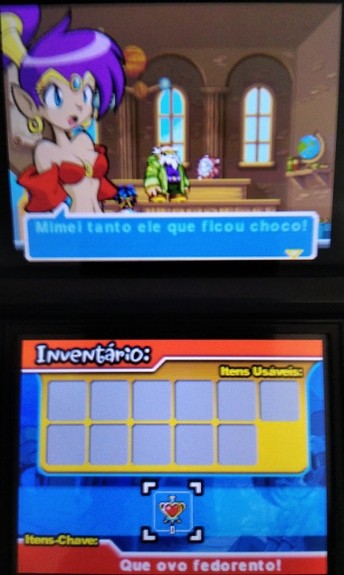 Mimei tanto ele que ficou choco!
Inventário:
Itens Usáveis:
Itens-Chave:
Que ovo fedorento!